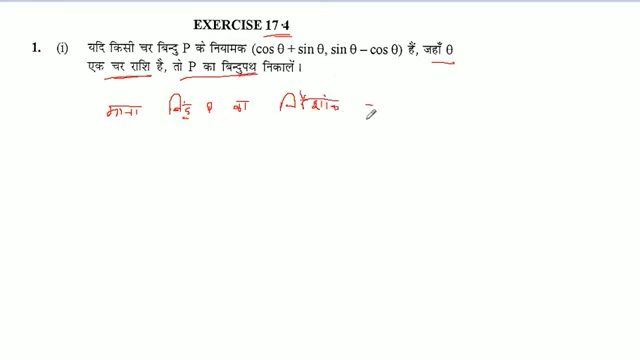 EXERCISE 17·4
1. (i) यदि किसी चर बिन्दु P के नियामक (cos θ + sin θ, sin θ – cos θ) हैं, जहाँ θ
एक चर राशि है, तो P का बिन्दुपथ निकालें।
माना बिंदु P का निर्देशांक =